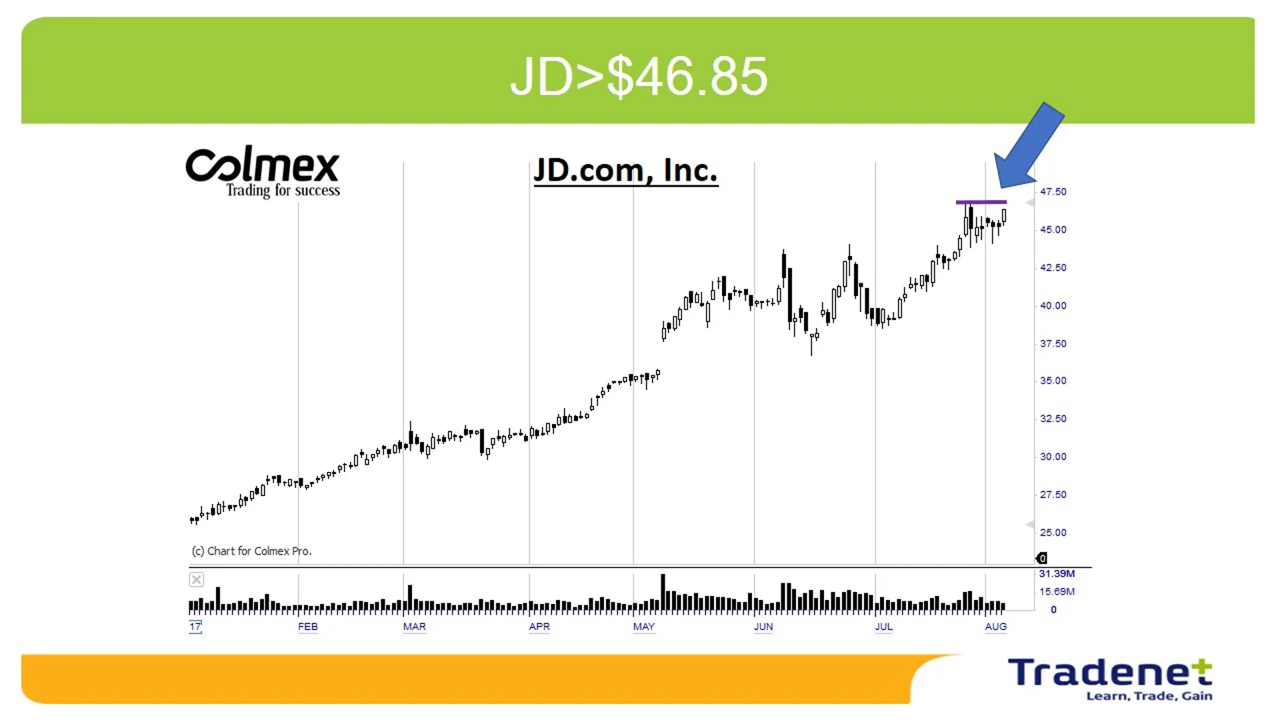 JD>$46.85
Colmex
Trading for success
JD.com, Inc.
47.50
45.00
42.50
40.00
37.50
35.00
32.50
30.00
27.50
25.00
(c) Chart for Colmex Pro.
0
31.39M
15.69M
0
17 FEB MAR APR MAY JUN JUL AUG
Tradenet
Learn, Trade, Gain